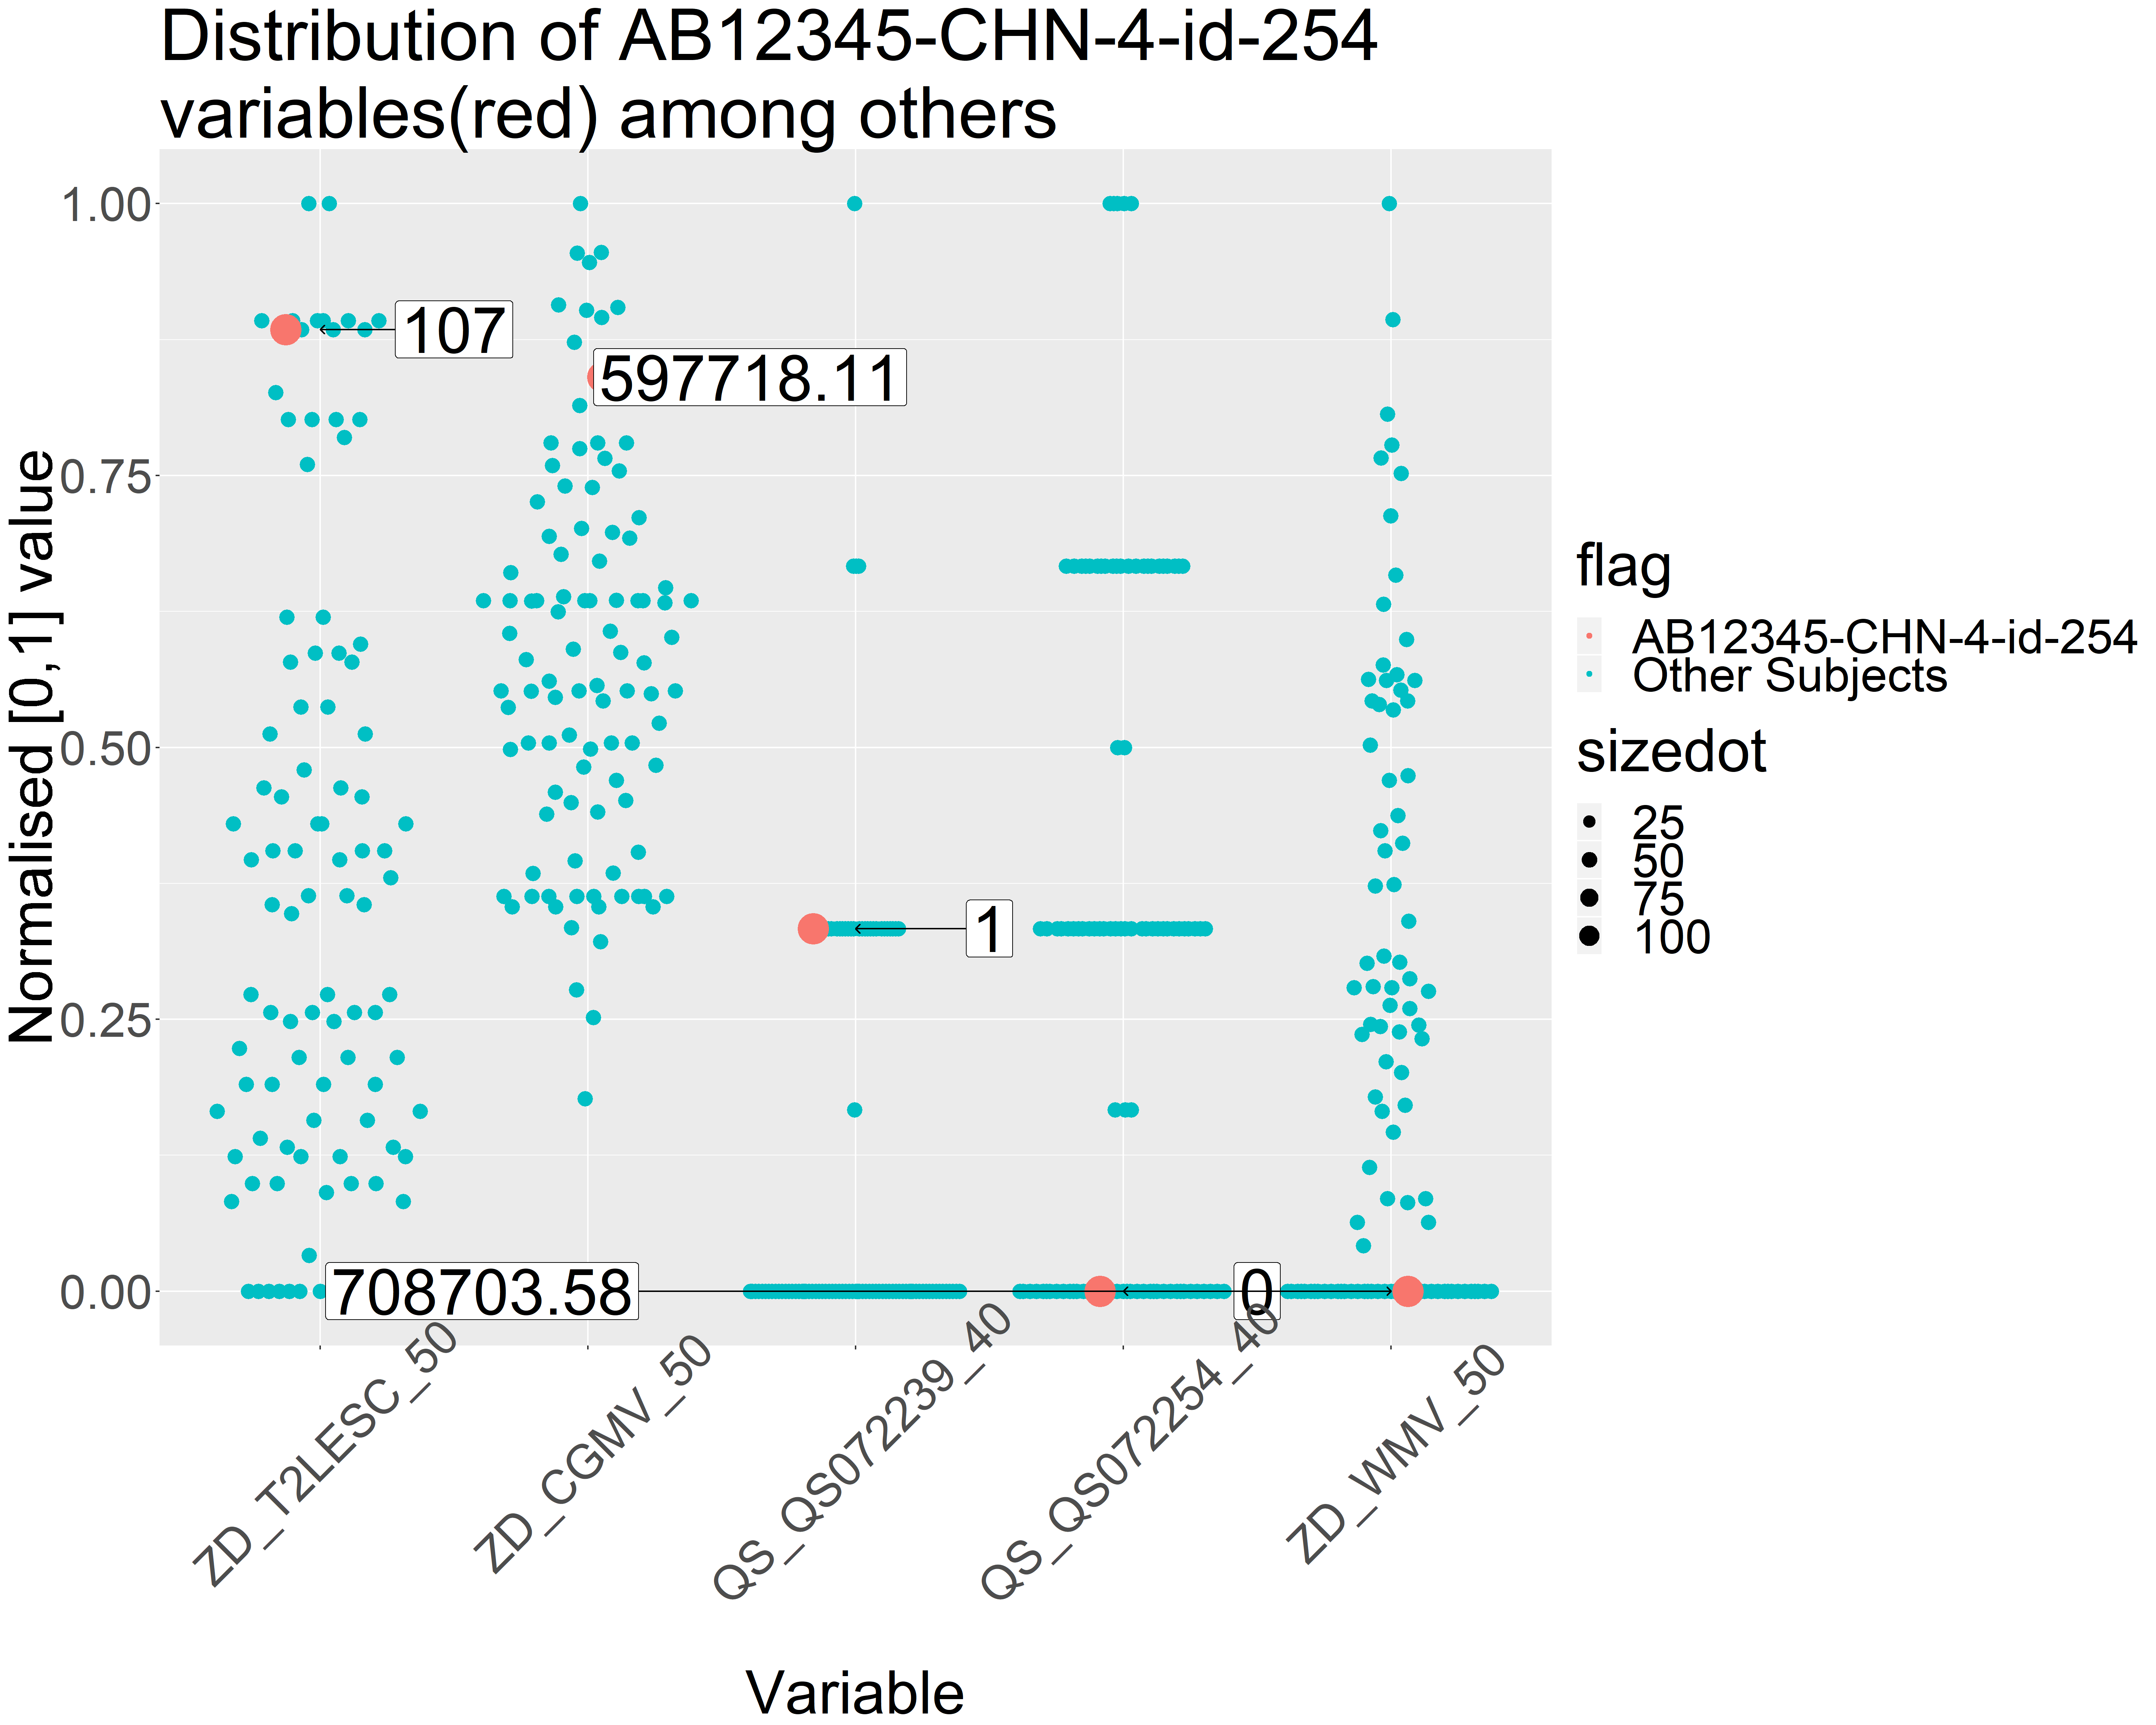 Distribution of AB12345-CHN-4-id-254
variables(red) among others
Normalised [0,1] value
1.00
0.75
0.50
0.25
0.00
107
597718.11
1
708703.58
0
ZD_T2LESC_50
ZD_CGMV_50
QS_QS072239_40
QS_QS072254_40
ZD_WMV_50
Variable
flag
AB12345-CHN-4-id-254
Other Subjects
sizedot
25
50
75
100